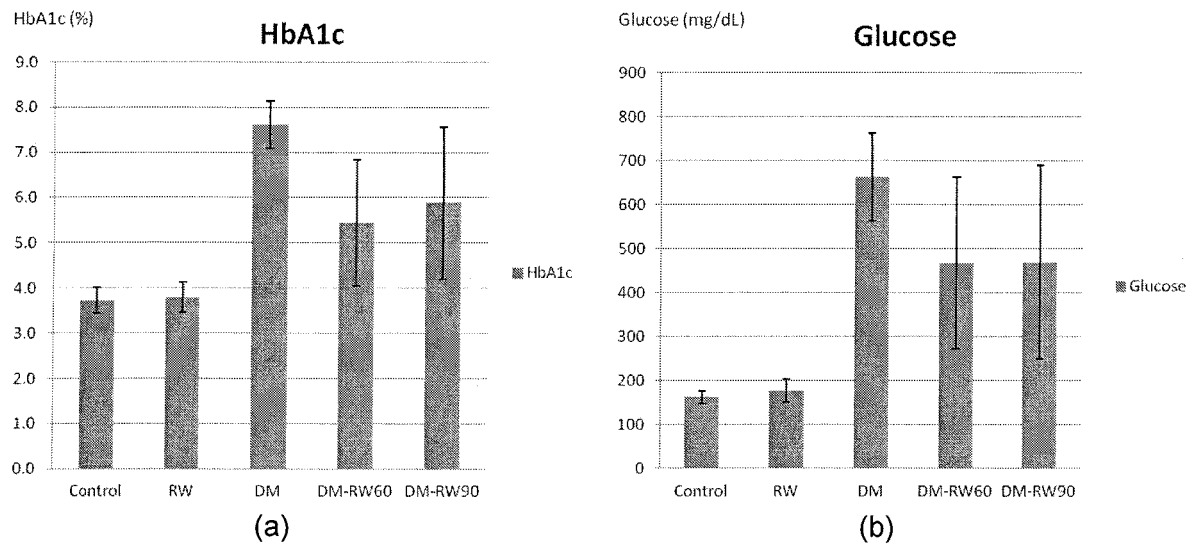 HbA1c (%)
HbA1c
9.0
8.0
7.0
6.0
5.0
4.0
3.0
2.0
1.0
0.0
Control RW DM DM-RW60 DM-RW90
HbA1c
(a)
Glucose (mg/dL)
Glucose
900
800
700
600
500
400
300
200
100
0
Control RW DM DM-RW60 DM-RW90
Glucose
(b)